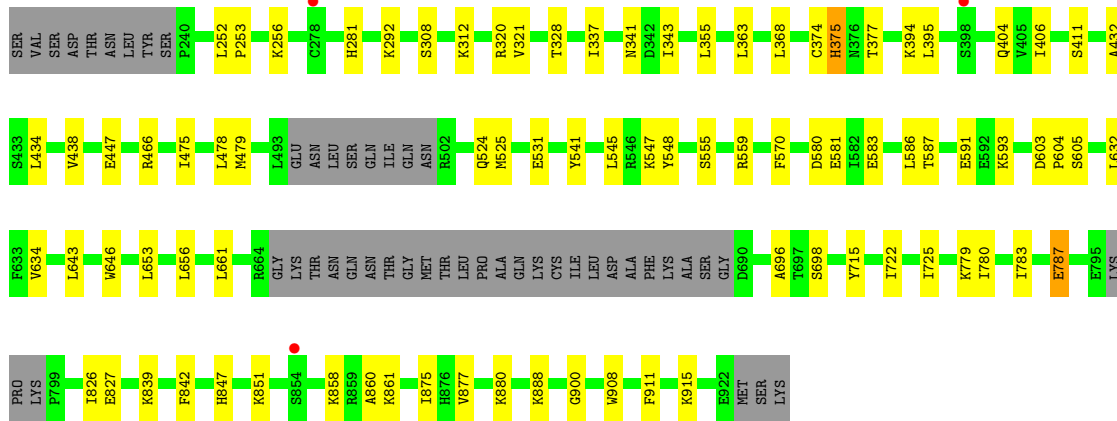 SER VAL SER SER ASP THR ASN LEU TYR SER P240 L252 P253 K256 C278 H281 K292 S308 K312 R320 V321 T328 I337 N341 D342 I343 L355 L363 L368 C374 H375 N376 T377 K394 L395 S398 Q404 V405 I406 S411 A432
S433 L434 V438 E447 R466 I475 L478 M479 L493 GLU ASN LEU SER GLN ILE GLN ASN R502 Q524 M525 E531 Y541 L545 R546 K547 Y548 S555 R559 F570 D580 E581 I582 E583 L586 T587 E591 E592 K593 D603 P604 S605 L632
F633 V634 L643 W646 L653 L656 L661 R664 GLY LYS THR ASN GLN ASN THR GLY MET THR LEU PRO ALA GLN LYS CYS ILE LEU ASP ALA PHE LYS ALA SER GLY D690 A696 T697 S698 Y715 I722 I725 K779 I780 I783 E787 E795 LYS
PRO LYS P799 I826 E827 K839 F842 H847 K851 S854 K858 R859 A860 K861 I875 H876 V877 K880 K888 G900 W908 F911 K915 E922 MET SER LYS